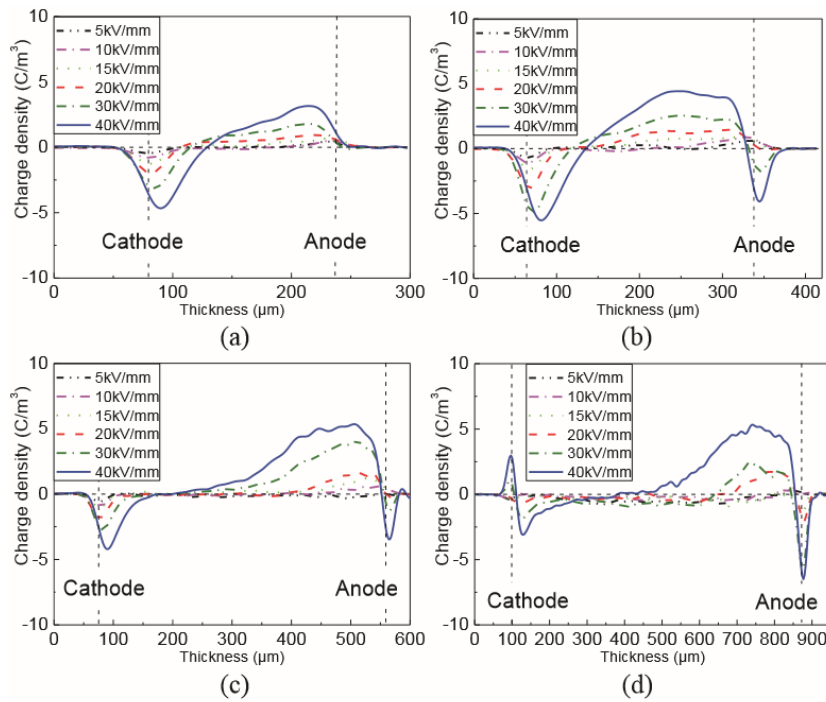 10
5
0
-5
-10
Charge density (C/m³)
5kV/mm
10kV/mm
15kV/mm
20kV/mm
30kV/mm
40kV/mm
Cathode
Anode
0
100
200
300
Thickness (μm)
(a)
10
5
0
-5
-10
Charge density (C/m³)
5kV/mm
10kV/mm
15kV/mm
20kV/mm
30kV/mm
40kV/mm
Cathode
Anode
0
100
200
300
400
Thickness (μm)
(b)
10
5
0
-5
-10
Charge density (C/m³)
5kV/mm
10kV/mm
15kV/mm
20kV/mm
30kV/mm
40kV/mm
Cathode
Anode
0
100
200
300
400
500
600
Thickness (μm)
(c)
10
5
0
-5
-10
Charge density (C/m³)
5kV/mm
10kV/mm
15kV/mm
20kV/mm
30kV/mm
40kV/mm
Cathode
Anode
0
100
200
300
400
500
600
700
800
900
Thickness (μm)
(d)